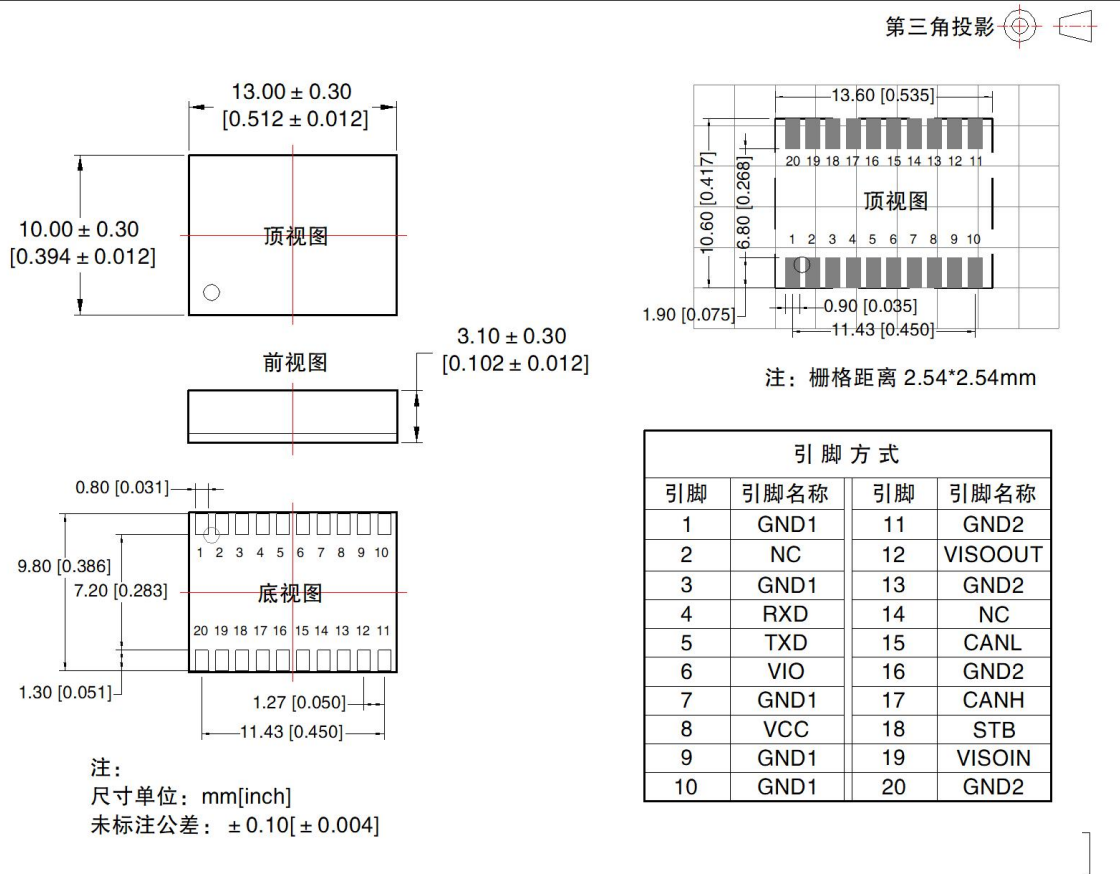 第三角投影
13.00 ± 0.30
[0.512 ± 0.012]
10.00 ± 0.30
[0.394 ± 0.012]
顶视图
前视图
3.10 ± 0.30
[0.102 ± 0.012]
0.80 [0.031]
1 2 3 4 5 6 7 8 9 10
9.80 [0.386]
7.20 [0.283]
底视图
20 19 18 17 16 15 14 13 12 11
1.30 [0.051]
1.27 [0.050]
11.43 [0.450]
注：
尺寸单位：mm[inch]
未标注公差：±0.10[±0.004]
13.60 [0.535]
20 19 18 17 16 15 14 13 12 11
10.60 [0.417]
6.80 [0.268]
顶视图
1 2 3 4 5 6 7 8 9 10
1.90 [0.075]
0.90 [0.035]
11.43 [0.450]
注：栅格距离 2.54*2.54mm
引脚方式
引脚 引脚名称 引脚 引脚名称
1 GND1 11 GND2
2 NC 12 VISOOUT
3 GND1 13 GND2
4 RXD 14 NC
5 TXD 15 CANL
6 VIO 16 GND2
7 GND1 17 CANH
8 VCC 18 STB
9 GND1 19 VISOIN
10 GND1 20 GND2